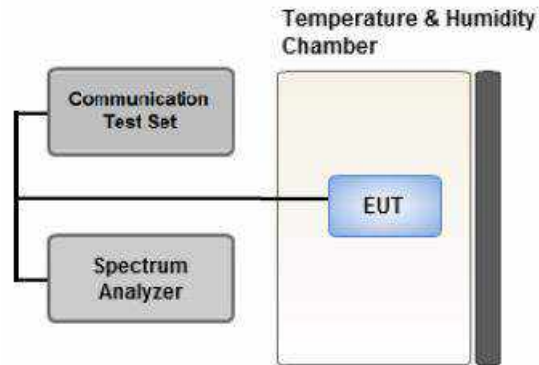 Temperature & Humidity
Chamber
Communication
Test Set
EUT
Spectrum
Analyzer